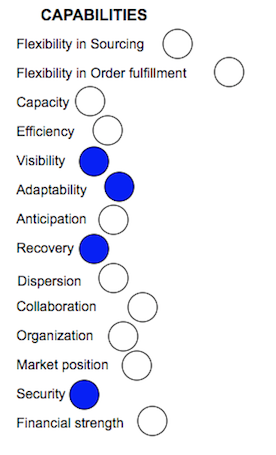 CAPABILITIES
Flexibility in Sourcing
Flexibility in Order fulfillment
Capacity
Efficiency
Visibility
Adaptability
Anticipation
Recovery
Dispersion
Collaboration
Organization
Market position
Security
Financial strength